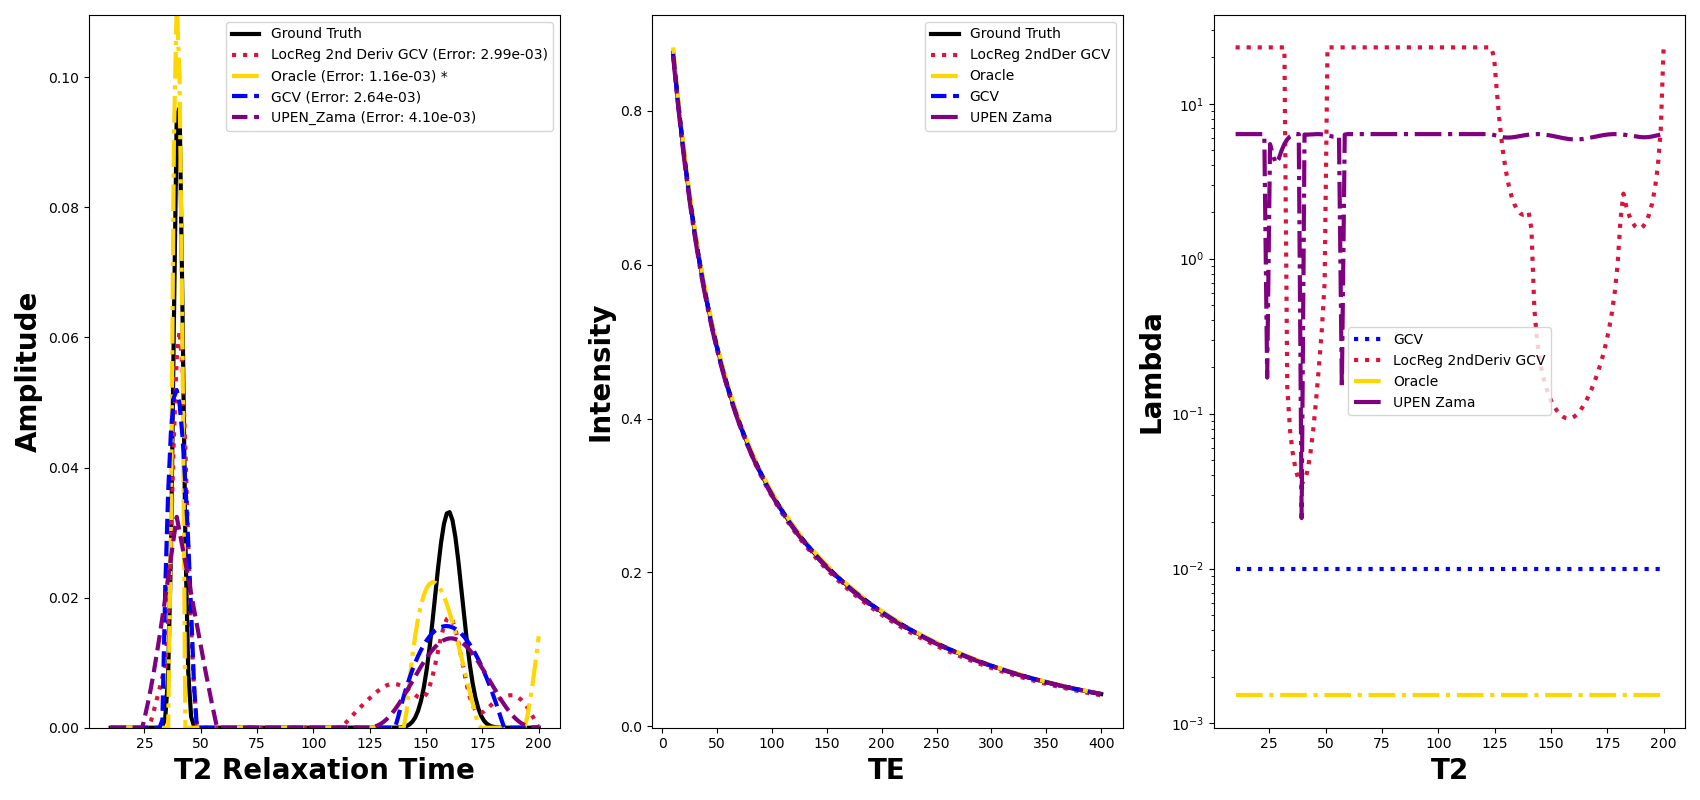 Ground Truth
LocReg 2nd Deriv GCV (Error: 2.99e-03)
Oracle (Error: 1.16e-03) *
GCV (Error: 2.64e-03)
UPEN_Zama (Error: 4.10e-03)
0.10
0.08
0.06
0.04
0.02
0.00
Amplitude
25 50 75 100 125 150 175 200
T2 Relaxation Time
Ground Truth
LocReg 2ndDer GCV
Oracle
GCV
UPEN Zama
0.8
0.6
0.4
0.2
0.0
Intensity
0 50 100 150 200 250 300 350 400
TE
10¹
10⁰
10⁻¹
10⁻²
10⁻³
Lambda
GCV
LocReg 2ndDeriv GCV
Oracle
UPEN Zama
25 50 75 100 125 150 175 200
T2